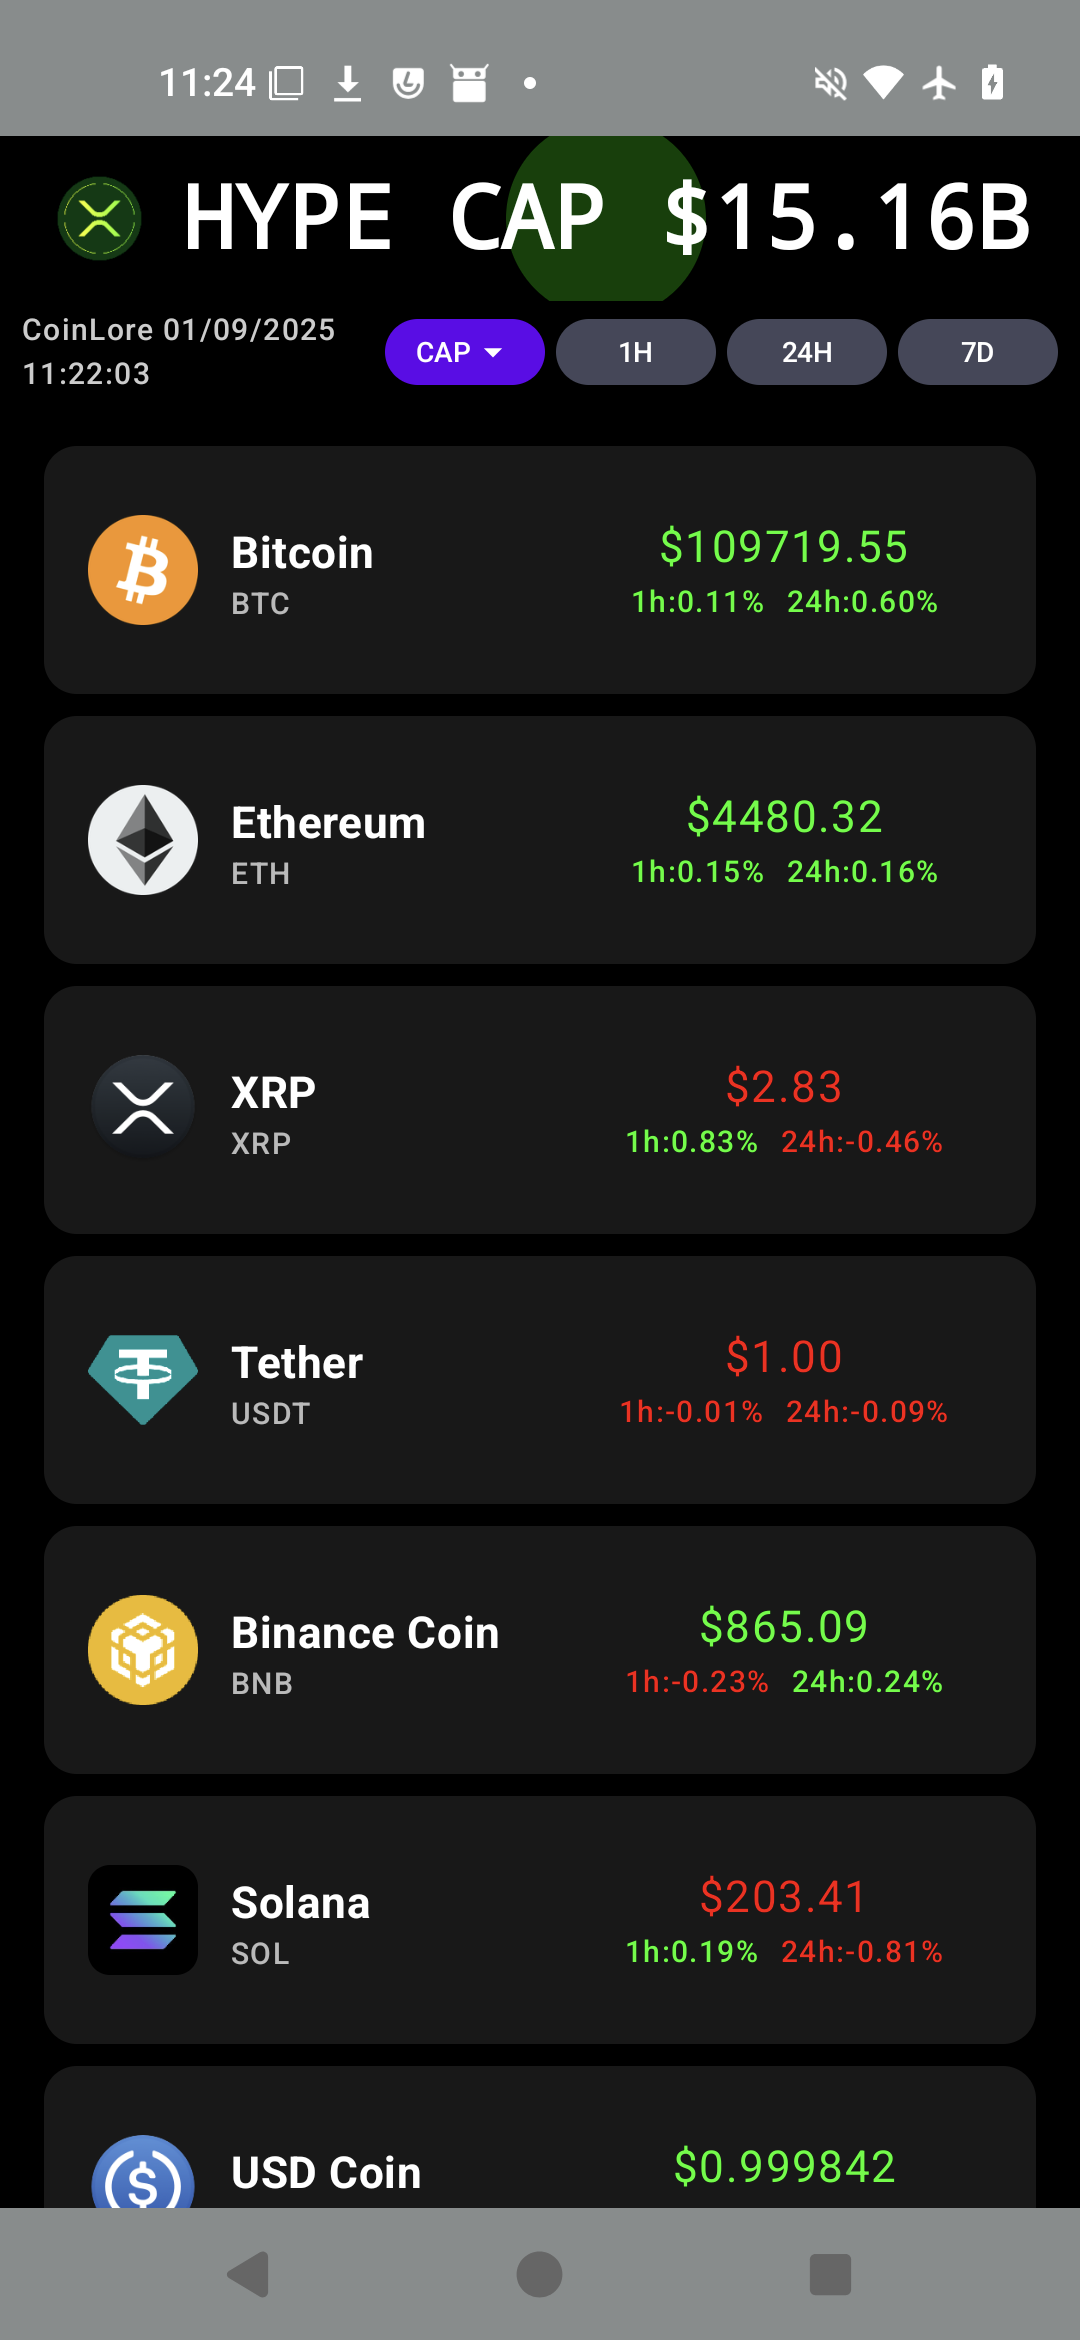 11:24
HYPE CAP $15.16B
CoinLore 01/09/2025
11:22:03
CAP
1H
24H
7D
Bitcoin
BTC
$109719.55
1h:0.11% 24h:0.60%
Ethereum
ETH
$4480.32
1h:0.15% 24h:0.16%
XRP
XRP
$2.83
1h:0.83% 24h:-0.46%
Tether
USDT
$1.00
1h:-0.01% 24h:-0.09%
Binance Coin
BNB
$865.09
1h:-0.23% 24h:0.24%
Solana
SOL
$203.41
1h:0.19% 24h:-0.81%
USD Coin
$0.999842